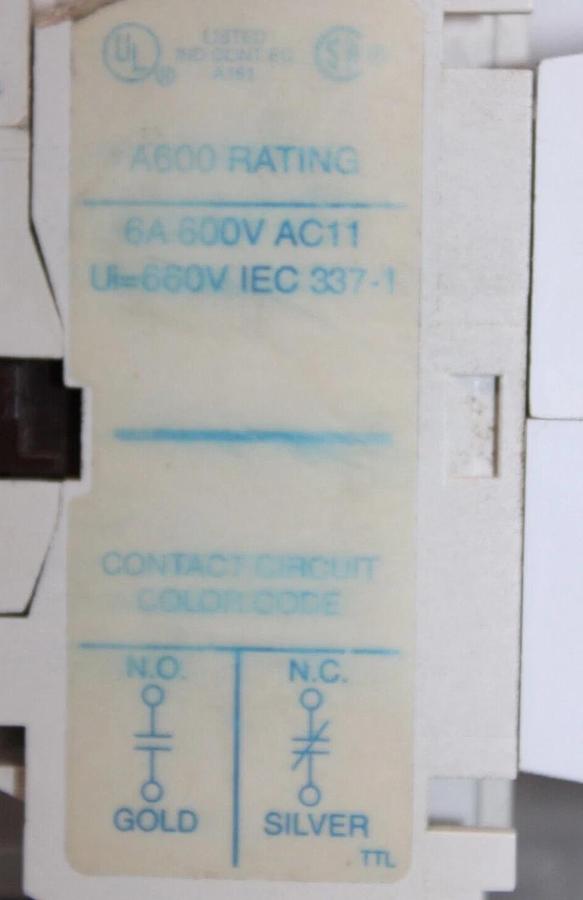 UL
LISTED
IND.CONT.EQ.
A600 RATING
6A 600V AC11
Ui=660V IEC 337-1
CONTACT CIRCUIT
COLOR CODE
N.O. N.C.
GOLD SILVER
TTL